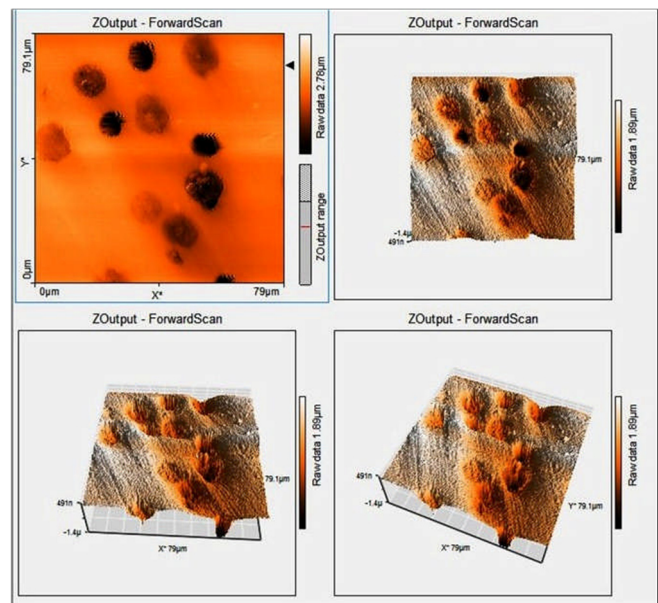 ZOutput - ForwardScan
79.1µm
Y*
0µm
0µm
X*
79µm
Raw data 2.78µm
ZOutput range
ZOutput - ForwardScan
79.1µm
-1.4µ
491n
Raw data 1.89µm
ZOutput - ForwardScan
79.1µm
491n
-1.4µ
X* 79µm
Raw data 1.89µm
ZOutput - ForwardScan
491n
-1.4µ
X* 79µm
Y* 79.1µm
Raw data 1.89µm